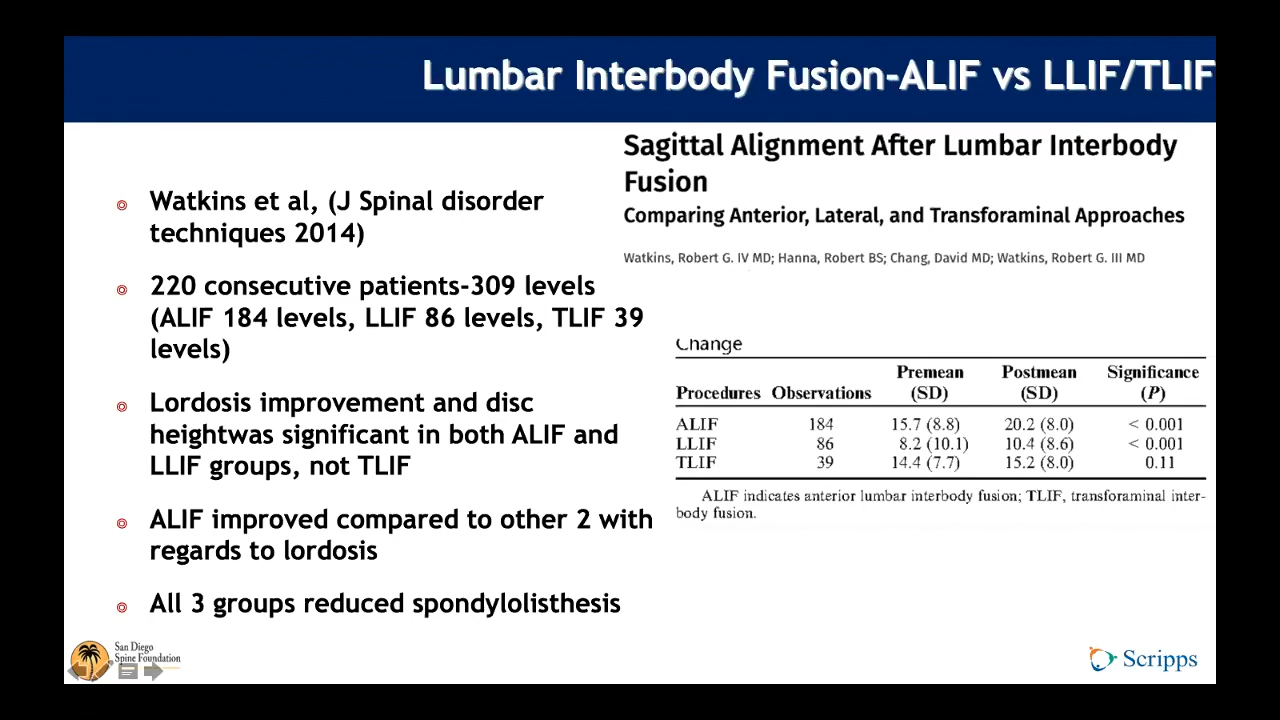 Lumbar Interbody Fusion-ALIF vs LLIF/TLIF
Sagittal Alignment After Lumbar Interbody
Fusion
Comparing Anterior, Lateral, and Transforaminal Approaches
Watkins, Robert G. IV MD; Hanna, Robert BS; Chang, David MD; Watkins, Robert G. III MD
Watkins et al, (J Spinal disorder
techniques 2014)
220 consecutive patients-309 levels
(ALIF 184 levels, LLIF 86 levels, TLIF 39
levels)
Lordosis improvement and disc
heightwas significant in both ALIF and
LLIF groups, not TLIF
ALIF improved compared to other 2 with
regards to lordosis
All 3 groups reduced spondylolisthesis
Change
Premean Postmean Significance
Procedures Observations (SD) (SD) (P)
ALIF 184 15.7 (8.8) 20.2 (8.0) < 0.001
LLIF 86 8.2 (10.1) 10.4 (8.6) < 0.001
TLIF 39 14.4 (7.7) 15.2 (8.0) 0.11
ALIF indicates anterior lumbar interbody fusion; TLIF, transforaminal inter-
body fusion.
San Diego
Spine Foundation
Scripps